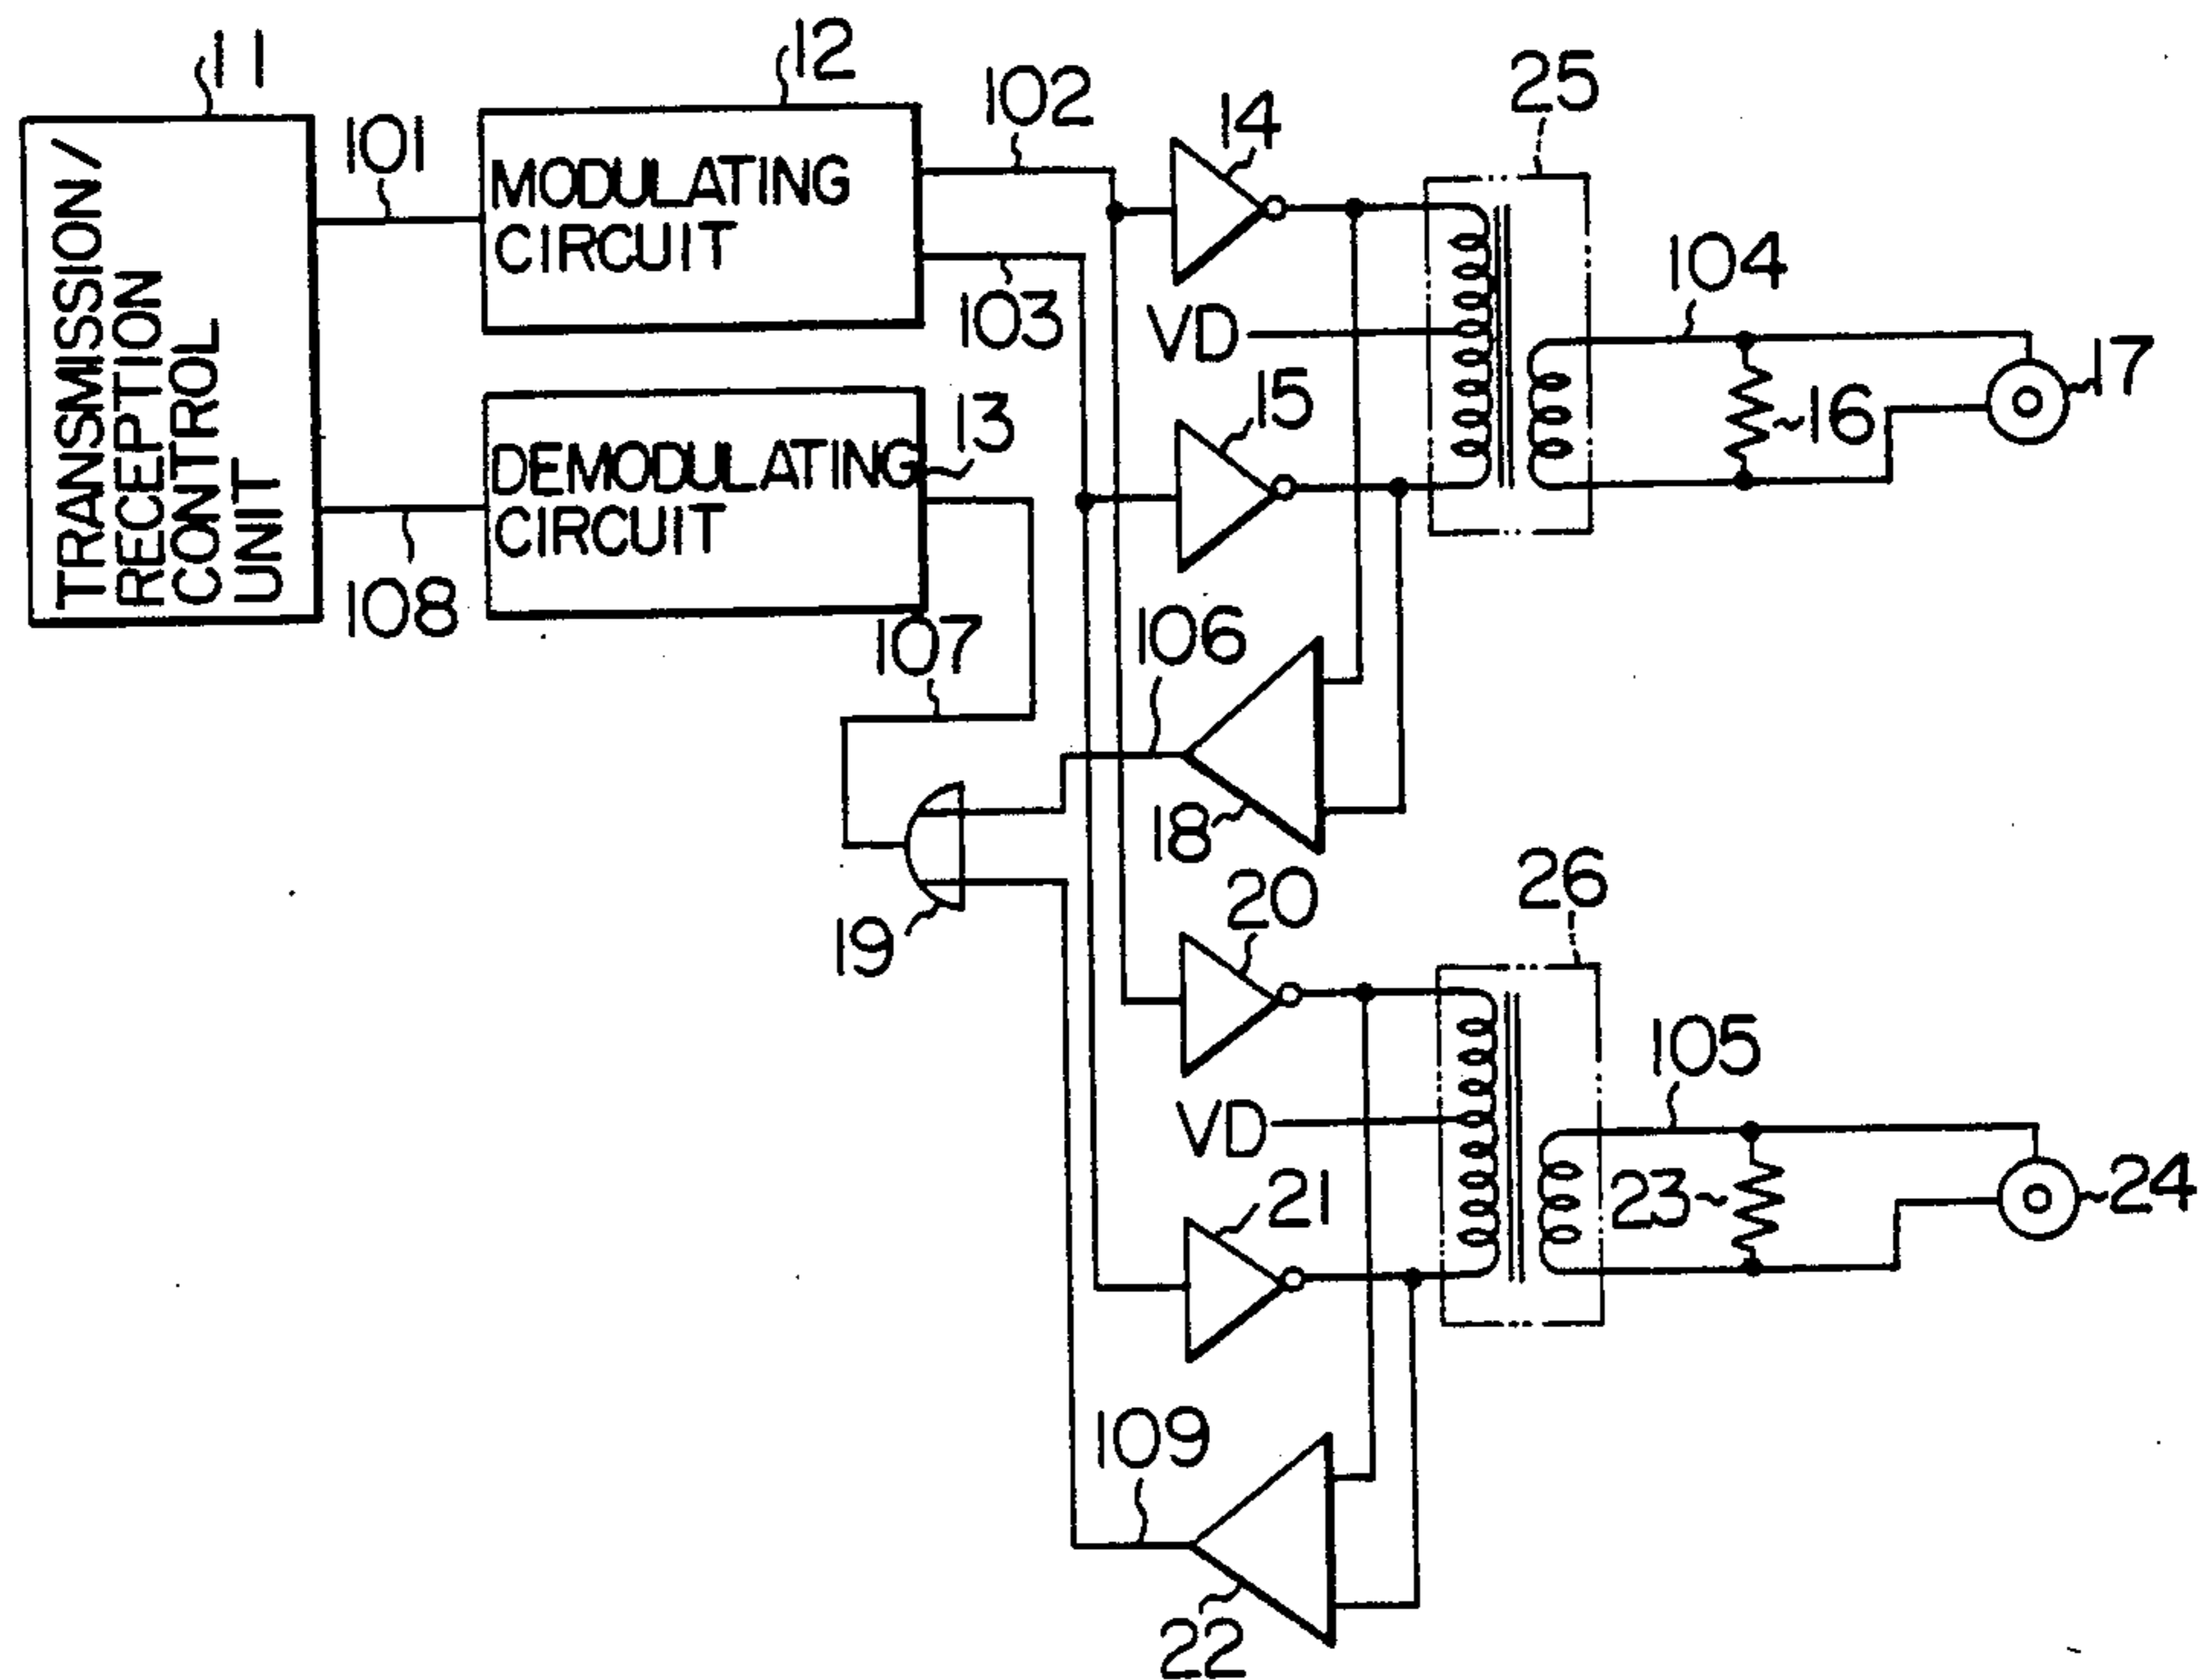 11
12
102
14
25
101
TRANSMISSION/
RECEPTION
CONTROL
UNIT
MODULATING
CIRCUIT
103
VD
104
17
13
15
16
DEMODULATING
CIRCUIT
108
107
106
18
19
20
26
VD
105
21
23
24
109
22